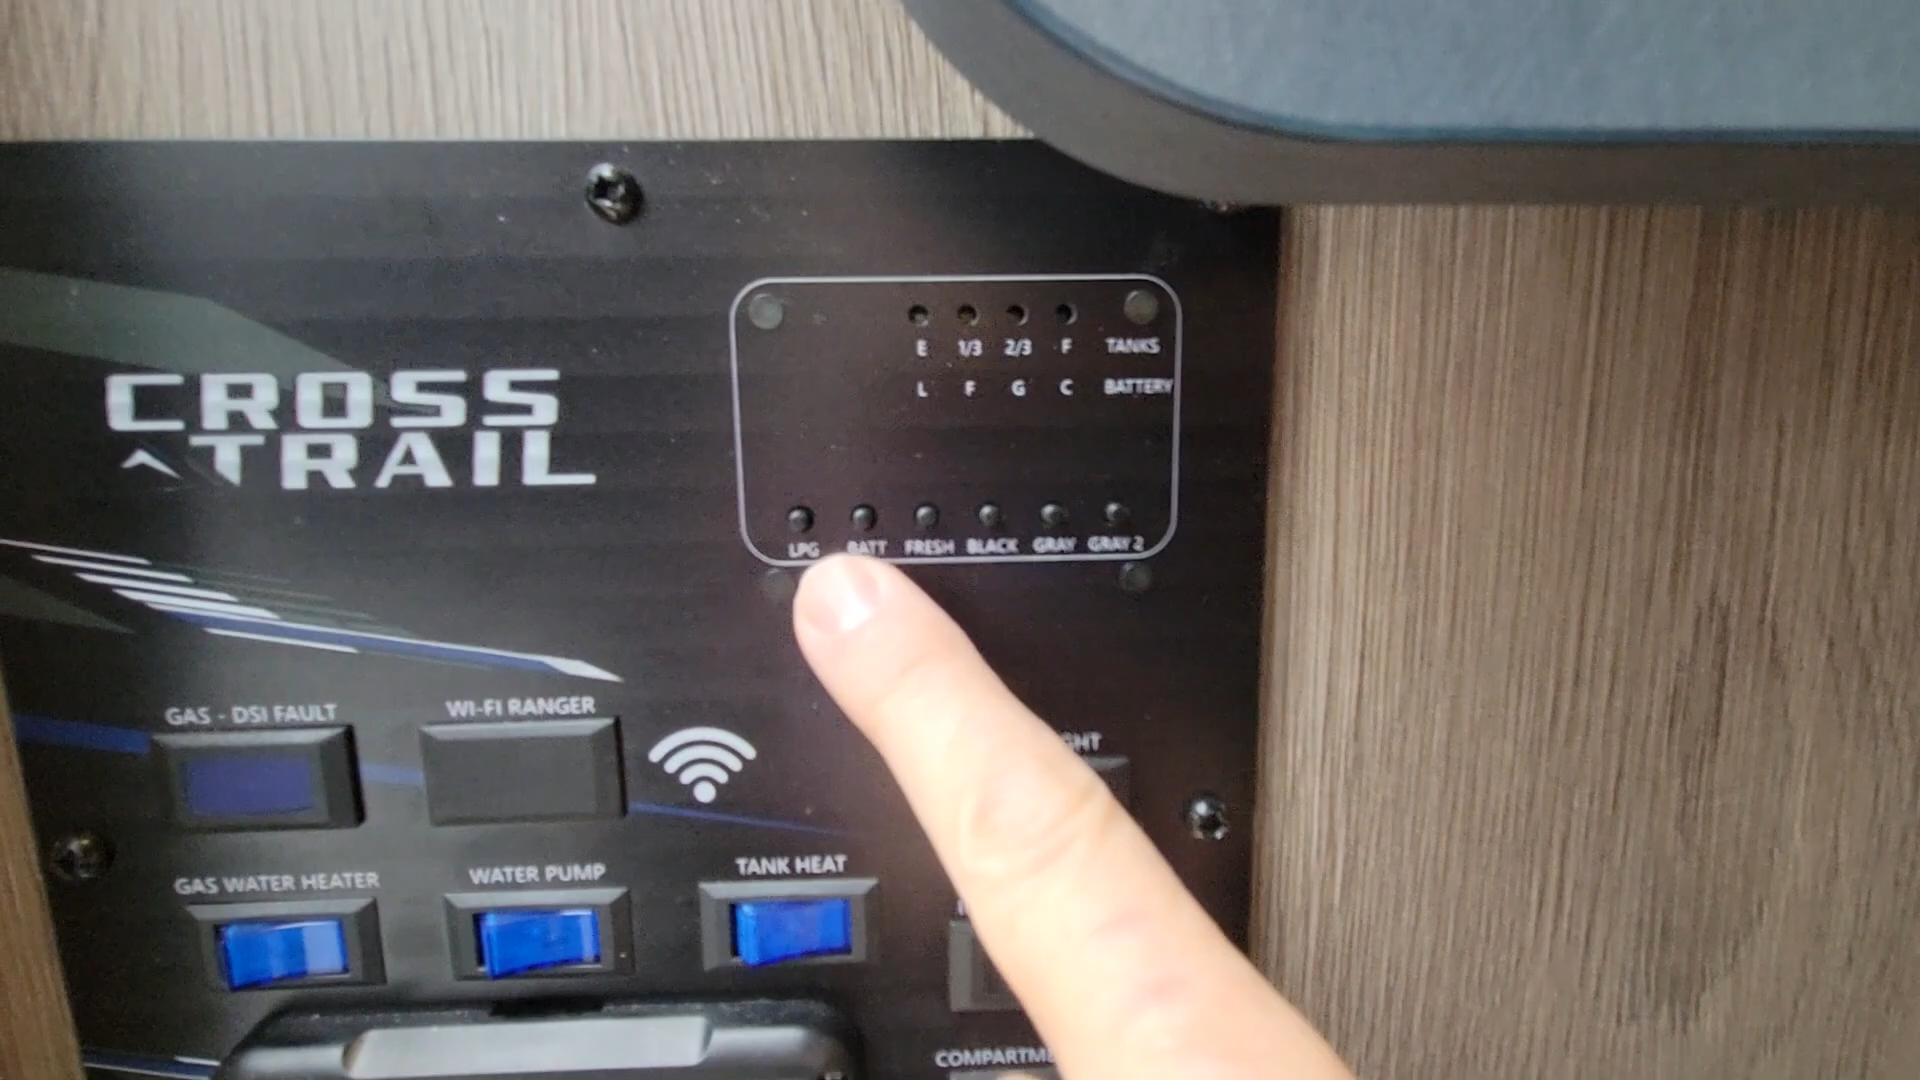 E 1/3 2/3 F TANKS
L F G C BATTERY
CROSS
TRAIL
LPG BATT FRESH BLACK GRAY GRAY 2
GAS - DSI FAULT
WI-FI RANGER
GAS WATER HEATER
WATER PUMP
TANK HEAT